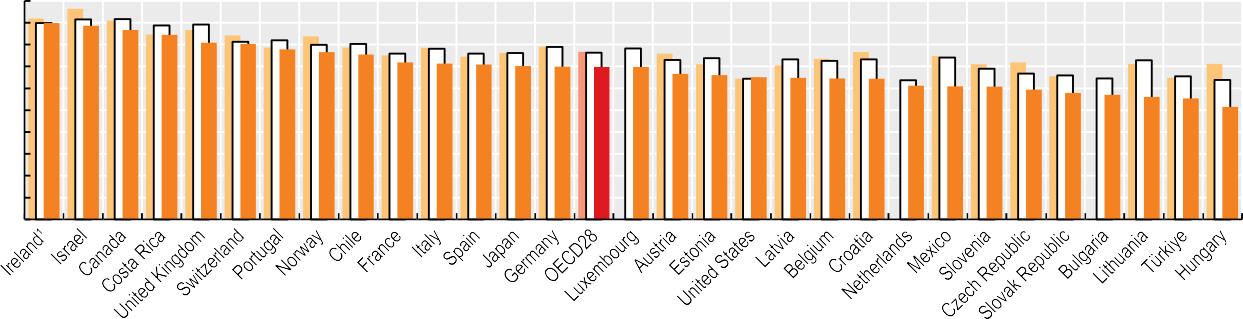 Ireland¹
Israel
Canada
Costa Rica
United Kingdom
Switzerland
Portugal
Norway
Chile
France
Italy
Spain
Japan
Germany
OECD28
Luxembourg
Austria
Estonia
United States
Latvia
Belgium
Croatia
Netherlands
Mexico
Slovenia
Czech Republic
Slovak Republic
Bulgaria
Lithuania
Türkiye
Hungary